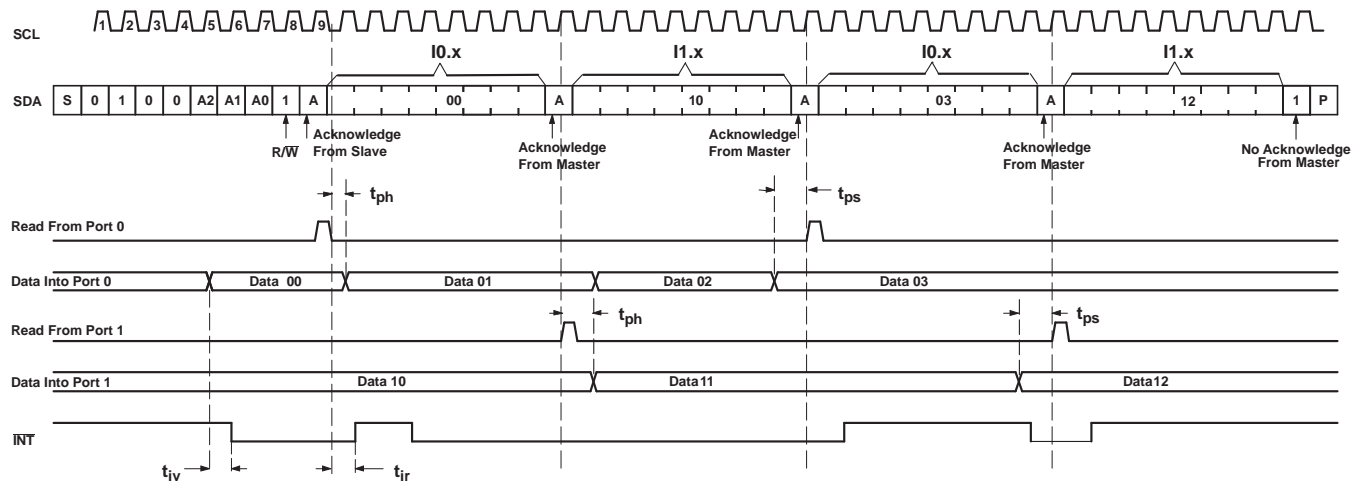 SCL 1 2 3 4 5 6 7 8 9
I0.x I1.x I0.x I1.x
SDA S 0 1 0 0 A2 A1 A0 1 A 00 A 10 A 03 A 12 1 P
R/W
Acknowledge
From Slave
Acknowledge
From Master
Acknowledge
From Master
Acknowledge
From Master
No Acknowledge
From Master
tph
tps
Read From Port 0
Data Into Port 0 Data 00 Data 01 Data 02 Data 03
tph
tps
Read From Port 1
Data Into Port 1 Data 10 Data11 Data12
INT
tiv
tir